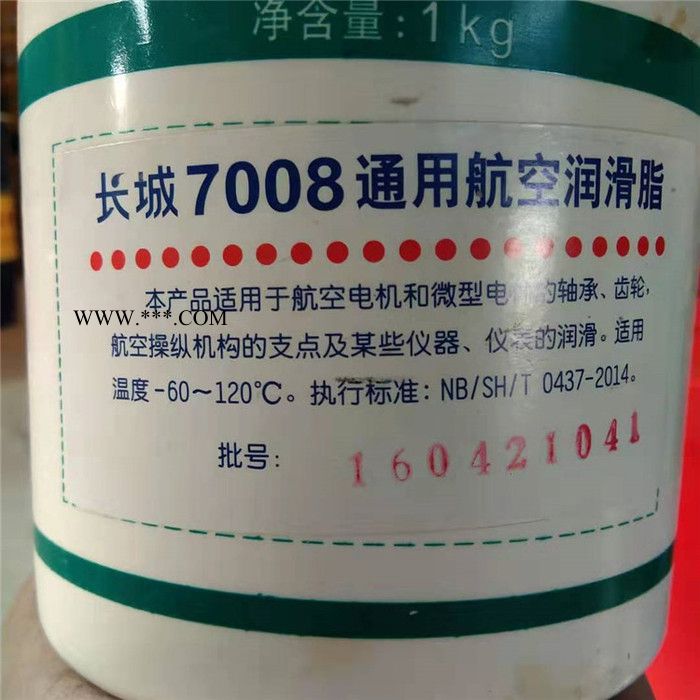 净含量:1kg
长城7008通用航空润滑脂
本产品适用于航空电机和微型电机的轴承、齿轮,
WWW.***.COM
航空操纵机构的支点及某些仪器、仪表的润滑。适用
温度-60～120℃。执行标准:NB/SH/T 0437-2014。
批号: 160421041